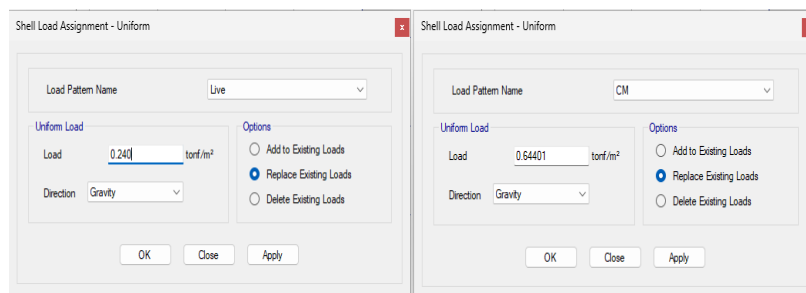 Shell Load Assignment - Uniform
x
Load Pattern Name
Live
Uniform Load
Load
0.240
tonf/m²
Direction
Gravity
Options
Add to Existing Loads
Replace Existing Loads
Delete Existing Loads
OK
Close
Apply
Shell Load Assignment - Uniform
x
Load Pattern Name
CM
Uniform Load
Load
0.64401
tonf/m²
Direction
Gravity
Options
Add to Existing Loads
Replace Existing Loads
Delete Existing Loads
OK
Close
Apply